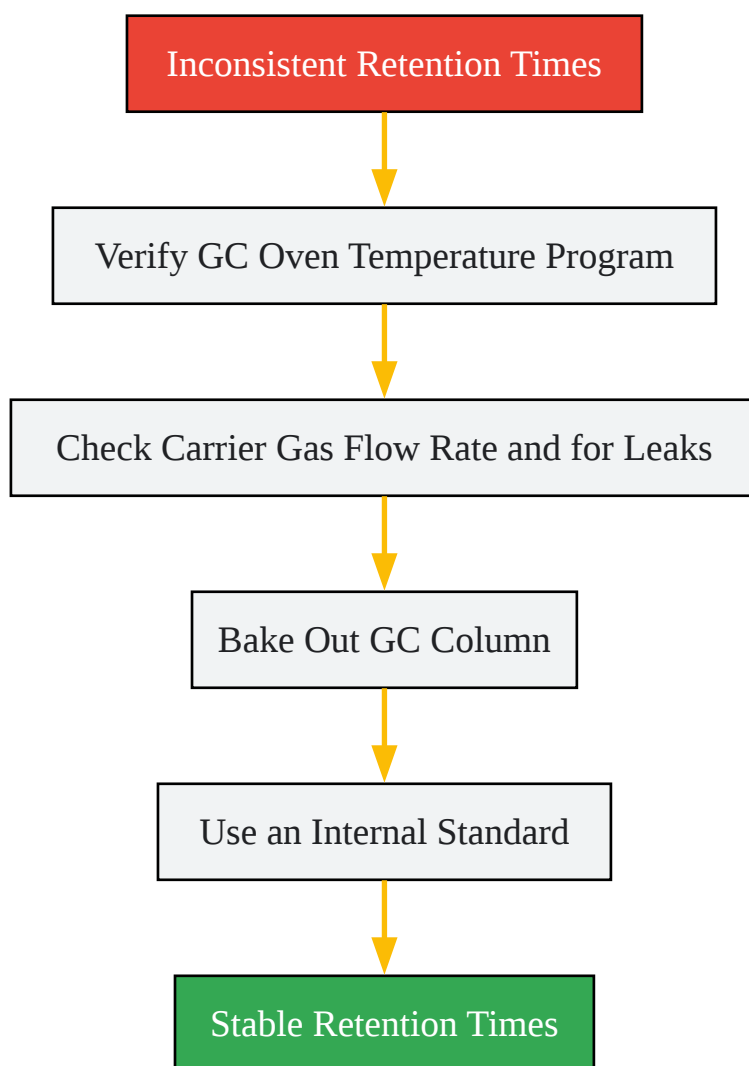 Inconsistent Retention Times
Verify GC Oven Temperature Program
Check Carrier Gas Flow Rate and for Leaks
Bake Out GC Column
Use an Internal Standard
Stable Retention Times